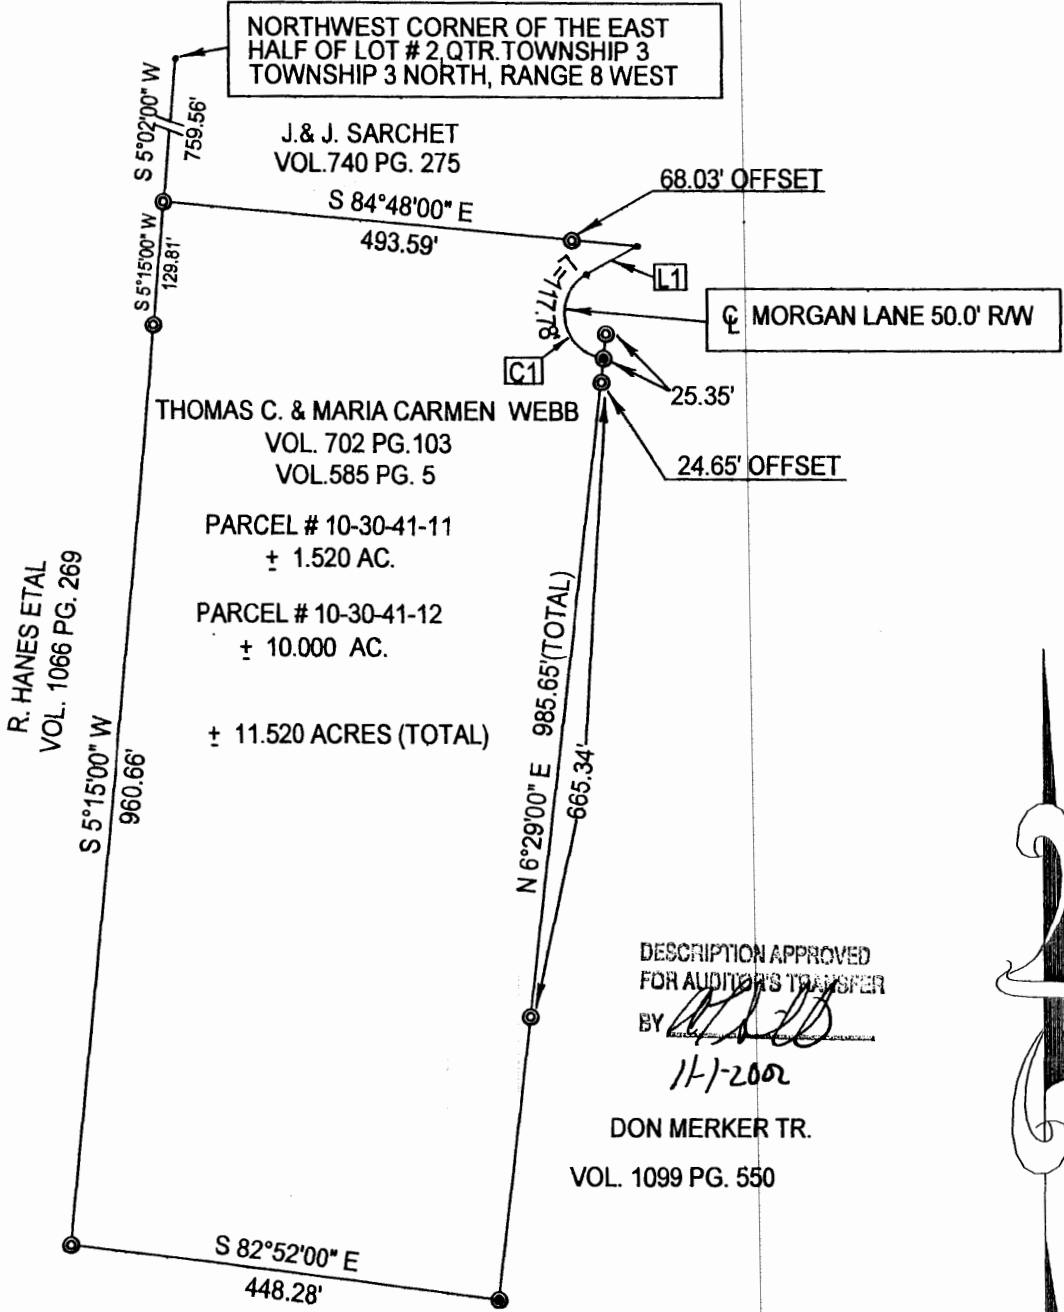 NORTHWEST CORNER OF THE EAST
HALF OF LOT # 2,QTR.TOWNSHIP 3
TOWNSHIP 3 NORTH, RANGE 8 WEST
S 5°02'00" W
759.56'
J.& J. SARCHET
VOL.740 PG. 275
68.03' OFFSET
S 84°48'00" E
493.59'
S 5°15'00" W
129.81'
L1
L=117.78'
₵ MORGAN LANE 50.0' R/W
C1
25.35'
THOMAS C. & MARIA CARMEN WEBB
VOL. 702 PG.103
VOL.585 PG. 5
24.65' OFFSET
PARCEL # 10-30-41-11
± 1.520 AC.
PARCEL # 10-30-41-12
± 10.000 AC.
± 11.520 ACRES (TOTAL)
R. HANES ETAL
VOL. 1066 PG. 269
S 5°15'00" W
960.66'
N 6°29'00" E 985.65'(TOTAL)
665.34'
DESCRIPTION APPROVED
FOR AUDITOR'S TRANSFER
BY
11-1-2002
DON MERKER TR.
VOL. 1099 PG. 550
S 82°52'00" E
448.28'